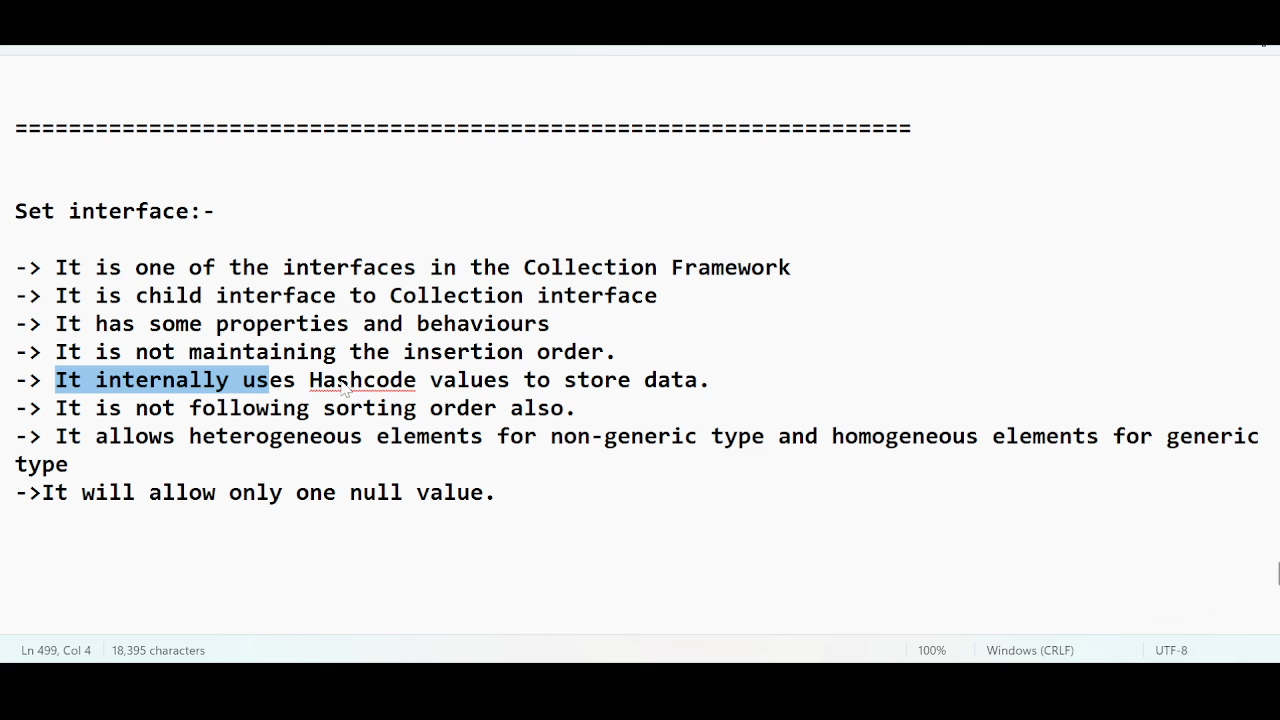 ===================================================================
Set interface:-
-> It is one of the interfaces in the Collection Framework
-> It is child interface to Collection interface
-> It has some properties and behaviours
-> It is not maintaining the insertion order.
-> It internally uses Hashcode values to store data.
-> It is not following sorting order also.
-> It allows heterogeneous elements for non-generic type and homogeneous elements for generic
type
->It will allow only one null value.
Ln 499, Col 4 18,395 characters 100% Windows (CRLF) UTF-8